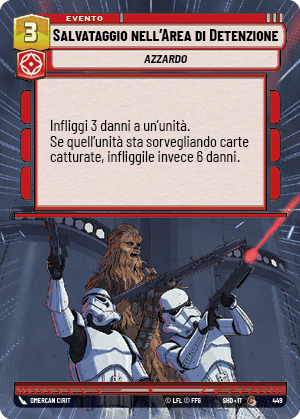 EVENTO
3
Salvataggio nell'Area di Detenzione
AZZARDO
Infliggi 3 danni a un'unità.
Se quell'unità sta sorvegliando carte
catturate, infliggile invece 6 danni.
OMERCAN CIRIT
© LFL © FFG
SHD • IT
449